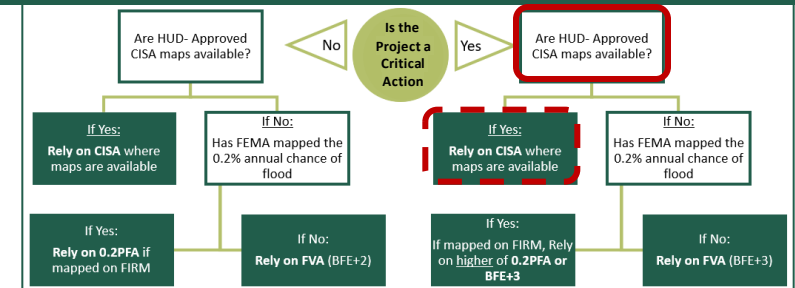 Is the
Project a
Critical
Action
No
Yes
Are HUD- Approved
CISA maps available?
If Yes:
Rely on CISA where
maps are available
If No:
Has FEMA mapped the
0.2% annual chance of
flood
If Yes:
Rely on 0.2PFA if
mapped on FIRM
If No:
Rely on FVA (BFE+2)
Are HUD- Approved
CISA maps available?
If Yes:
Rely on CISA where
maps are available
If No:
Has FEMA mapped the
0.2% annual chance of
flood
If Yes:
If mapped on FIRM, Rely
on higher of 0.2PFA or
BFE+3
If No:
Rely on FVA (BFE+3)